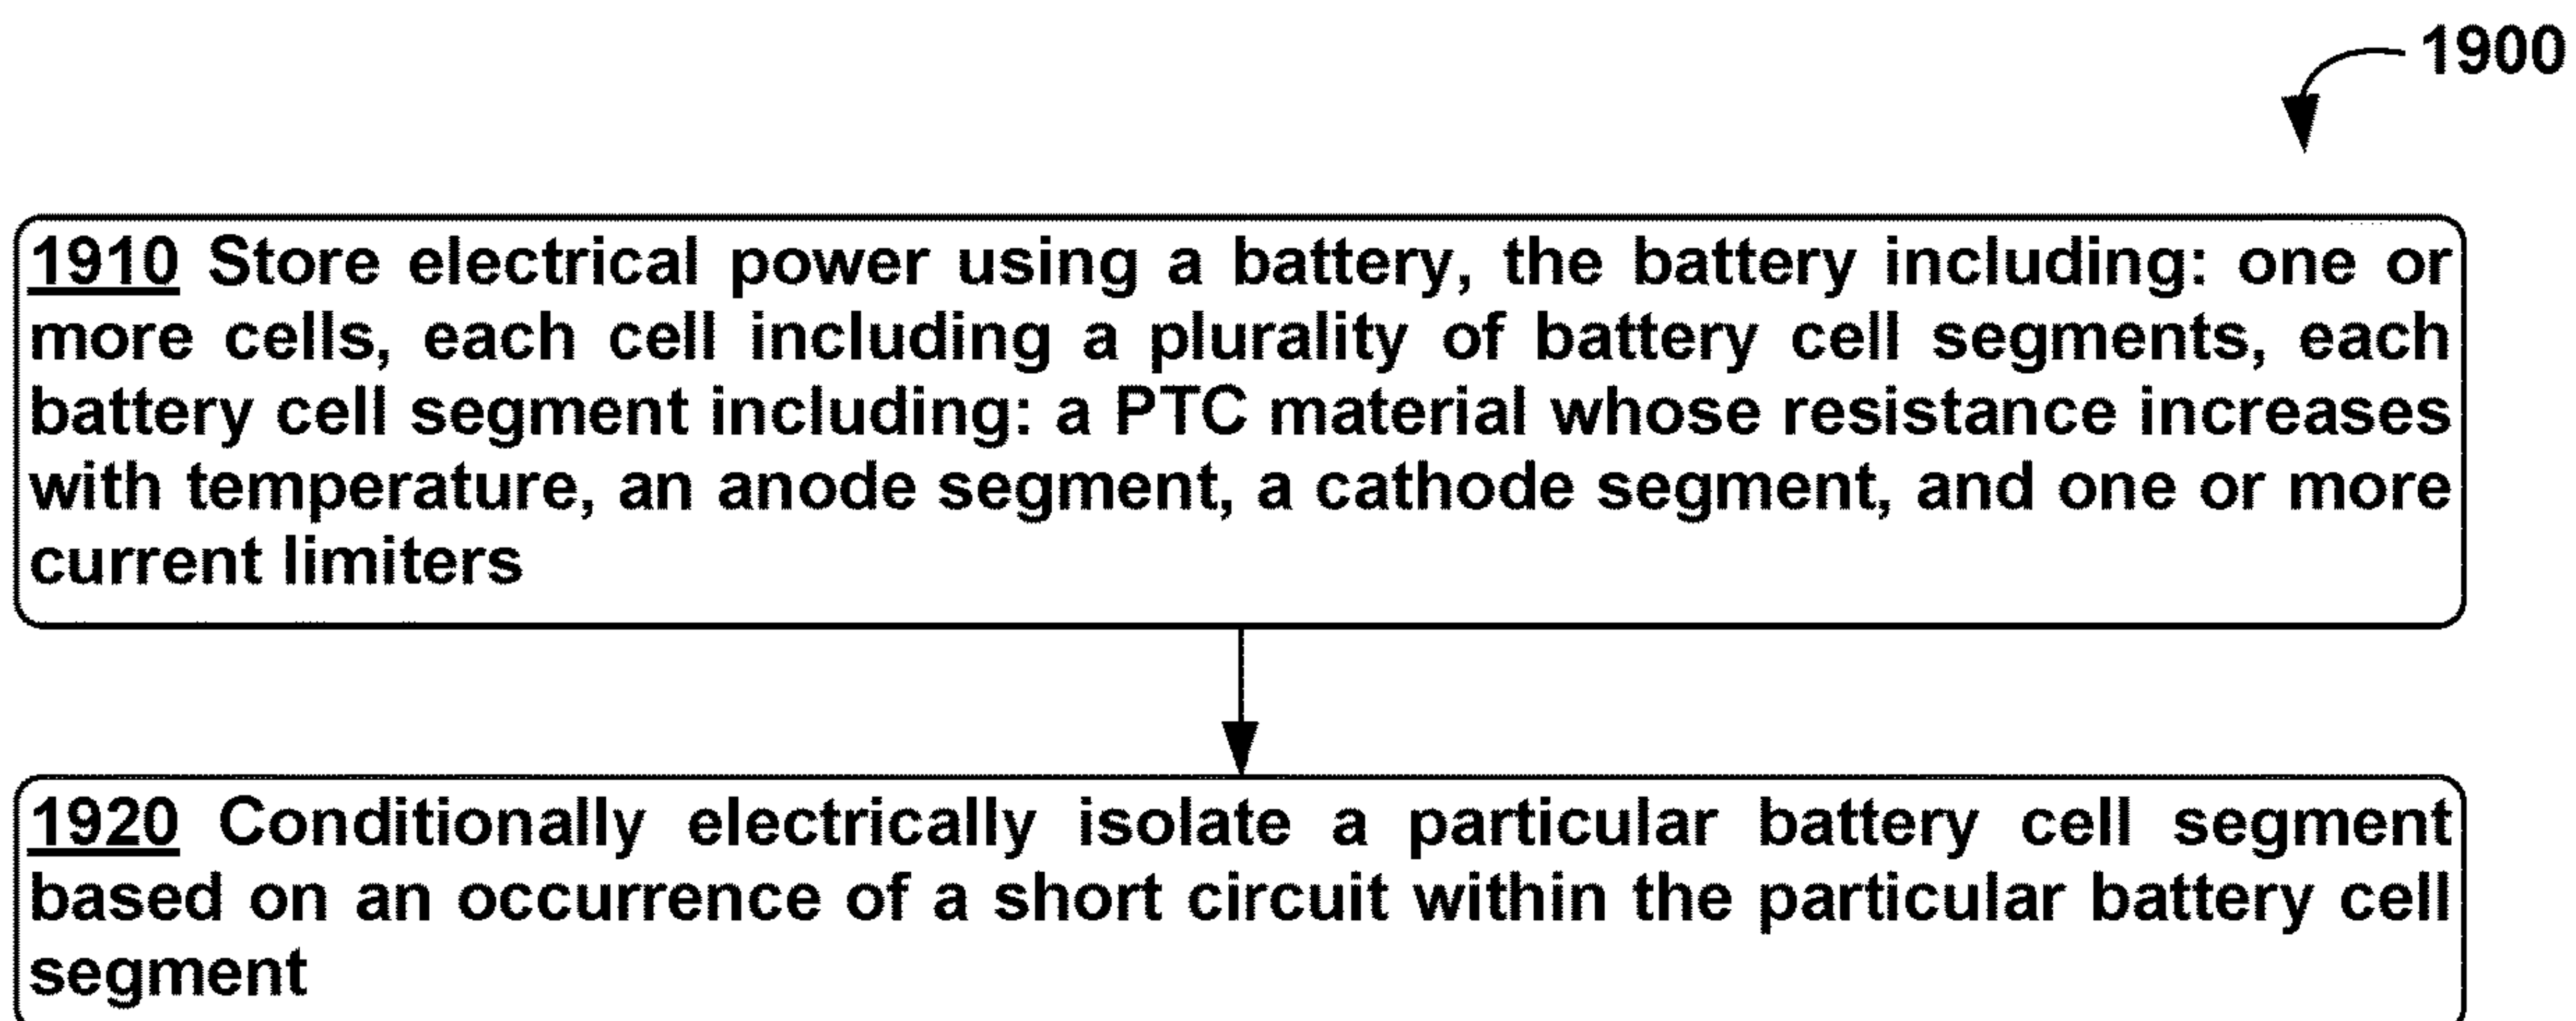 1900
1910 Store electrical power using a battery, the battery including: one or
more cells, each cell including a plurality of battery cell segments, each
battery cell segment including: a PTC material whose resistance increases
with temperature, an anode segment, a cathode segment, and one or more
current limiters
1920 Conditionally electrically isolate a particular battery cell segment
based on an occurrence of a short circuit within the particular battery cell
segment